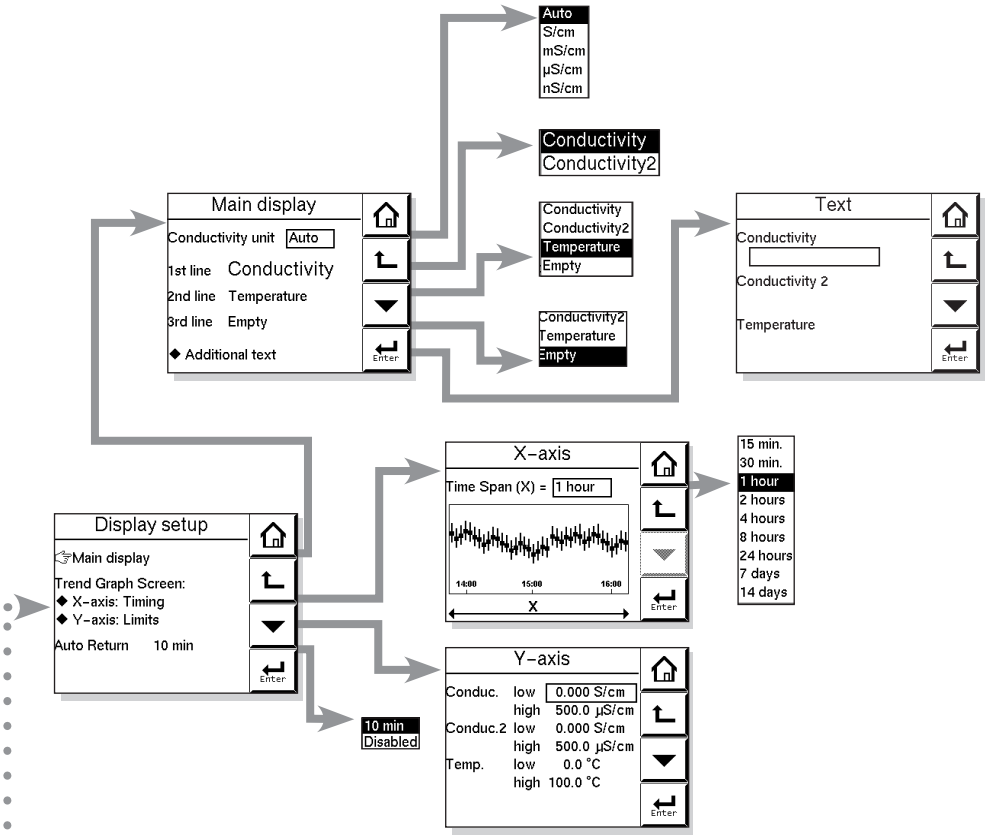 Auto
S/cm
mS/cm
µS/cm
nS/cm
Conductivity
Conductivity2
Main display
Conductivity unit Auto
1st line Conductivity
2nd line Temperature
3rd line Empty
◆ Additional text
Enter
Conductivity
Conductivity2
Temperature
Empty
Conductivity2
Temperature
Empty
Text
Conductivity
Conductivity 2
Temperature
Enter
Display setup
Main display
Trend Graph Screen:
◆ X-axis: Timing
◆ Y-axis: Limits
Auto Return 10 min
Enter
10 min
Disabled
X-axis
Time Span (X) = 1 hour
14:00 15:00 16:00
X
Enter
15 min.
30 min.
1 hour
2 hours
4 hours
8 hours
24 hours
7 days
14 days
Y-axis
Conduc. low 0.000 S/cm
high 500.0 µS/cm
Conduc.2 low 0.000 S/cm
high 500.0 µS/cm
Temp. low 0.0 °C
high 100.0 °C
Enter